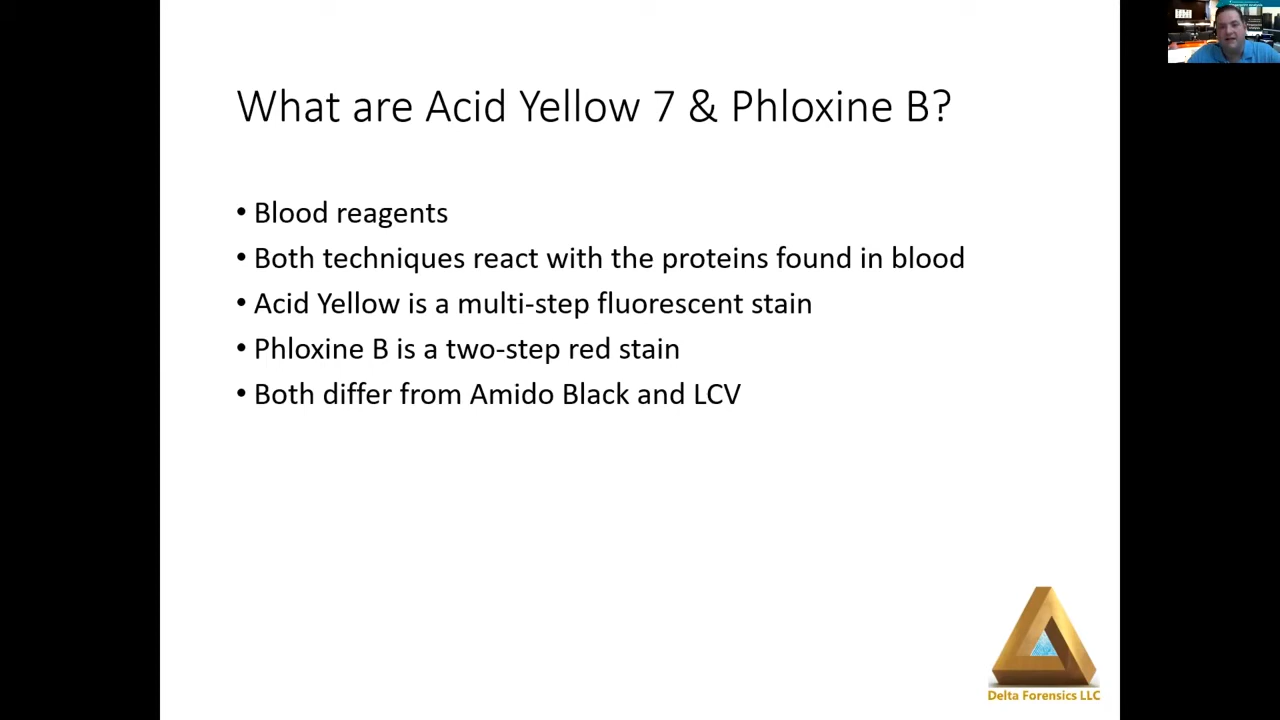 What are Acid Yellow 7 & Phloxine B?
• Blood reagents
• Both techniques react with the proteins found in blood
• Acid Yellow is a multi-step fluorescent stain
• Phloxine B is a two-step red stain
• Both differ from Amido Black and LCV
Delta Forensics LLC